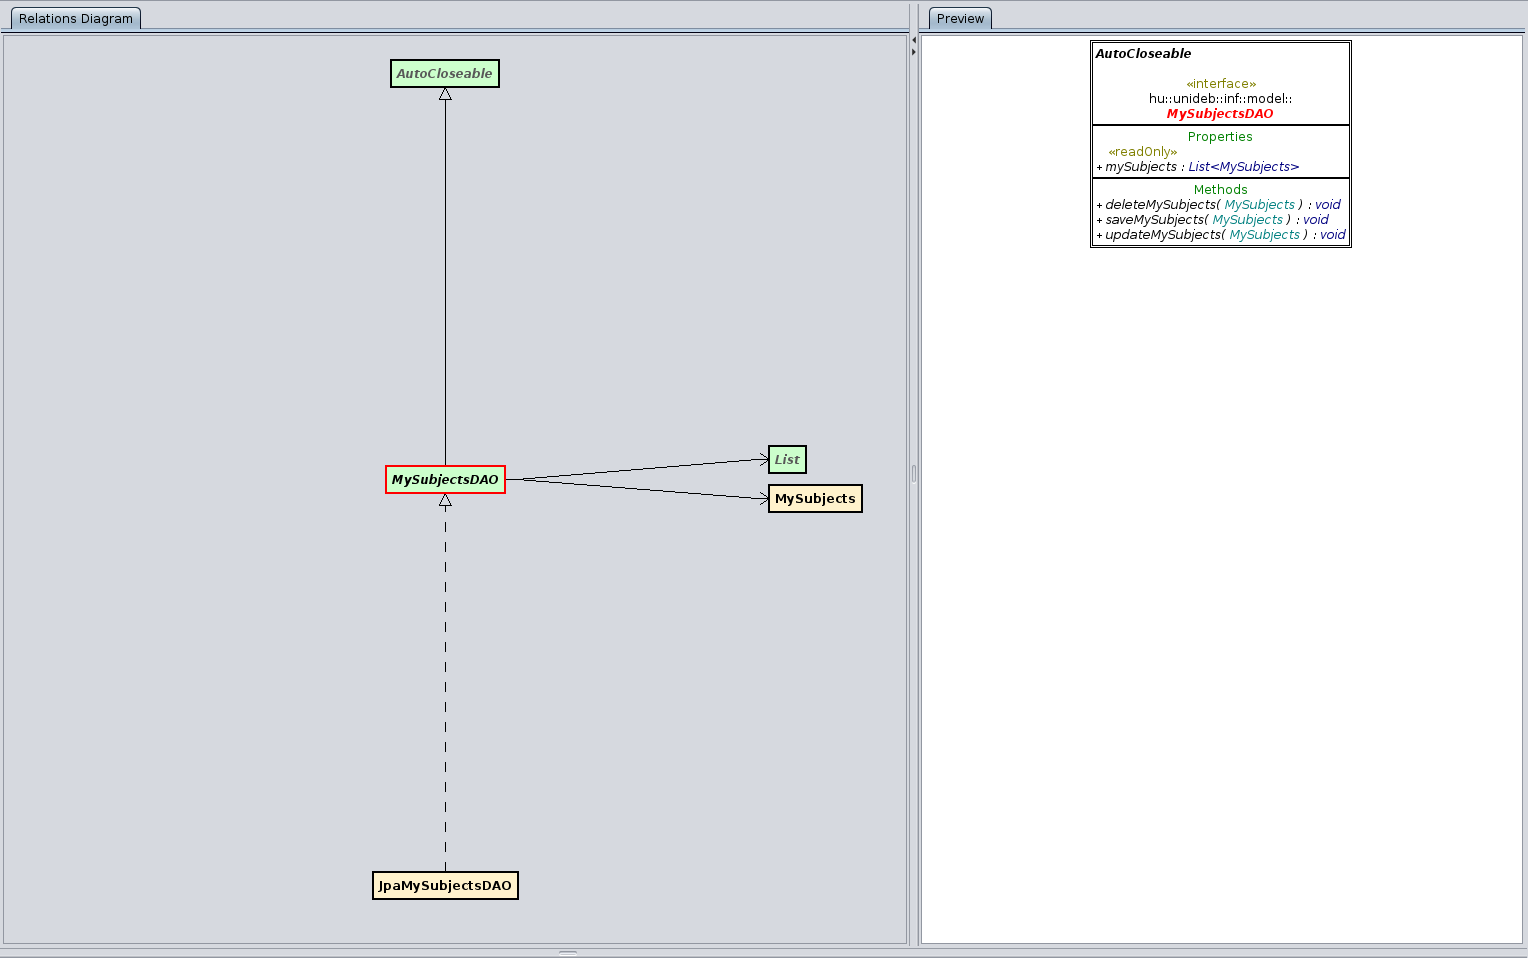 Relations Diagram
AutoCloseable
MySubjectsDAO
List
MySubjects
JpaMySubjectsDAO
Preview
AutoCloseable
«interface»
hu::unideb::inf::model::
MySubjectsDAO
Properties
«readOnly»
+ mySubjects : List<MySubjects>
Methods
+ deleteMySubjects( MySubjects ) : void
+ saveMySubjects( MySubjects ) : void
+ updateMySubjects( MySubjects ) : void